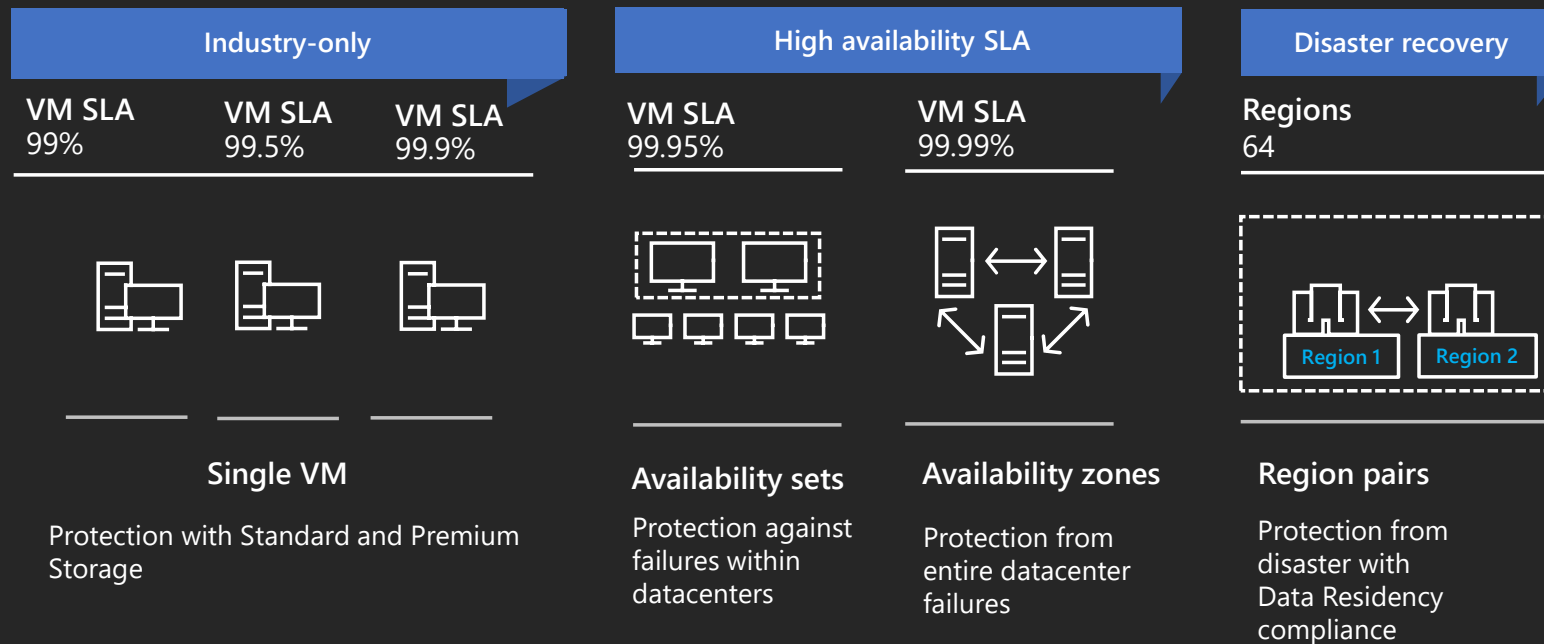 Industry-only
VM SLA
99%
VM SLA
99.5%
VM SLA
99.9%
Single VM
Protection with Standard and Premium
Storage
High availability SLA
VM SLA
99.95%
Availability sets
Protection against
failures within
datacenters
VM SLA
99.99%
Availability zones
Protection from
entire datacenter
failures
Disaster recovery
Regions
64
Region 1
Region 2
Region pairs
Protection from
disaster with
Data Residency
compliance